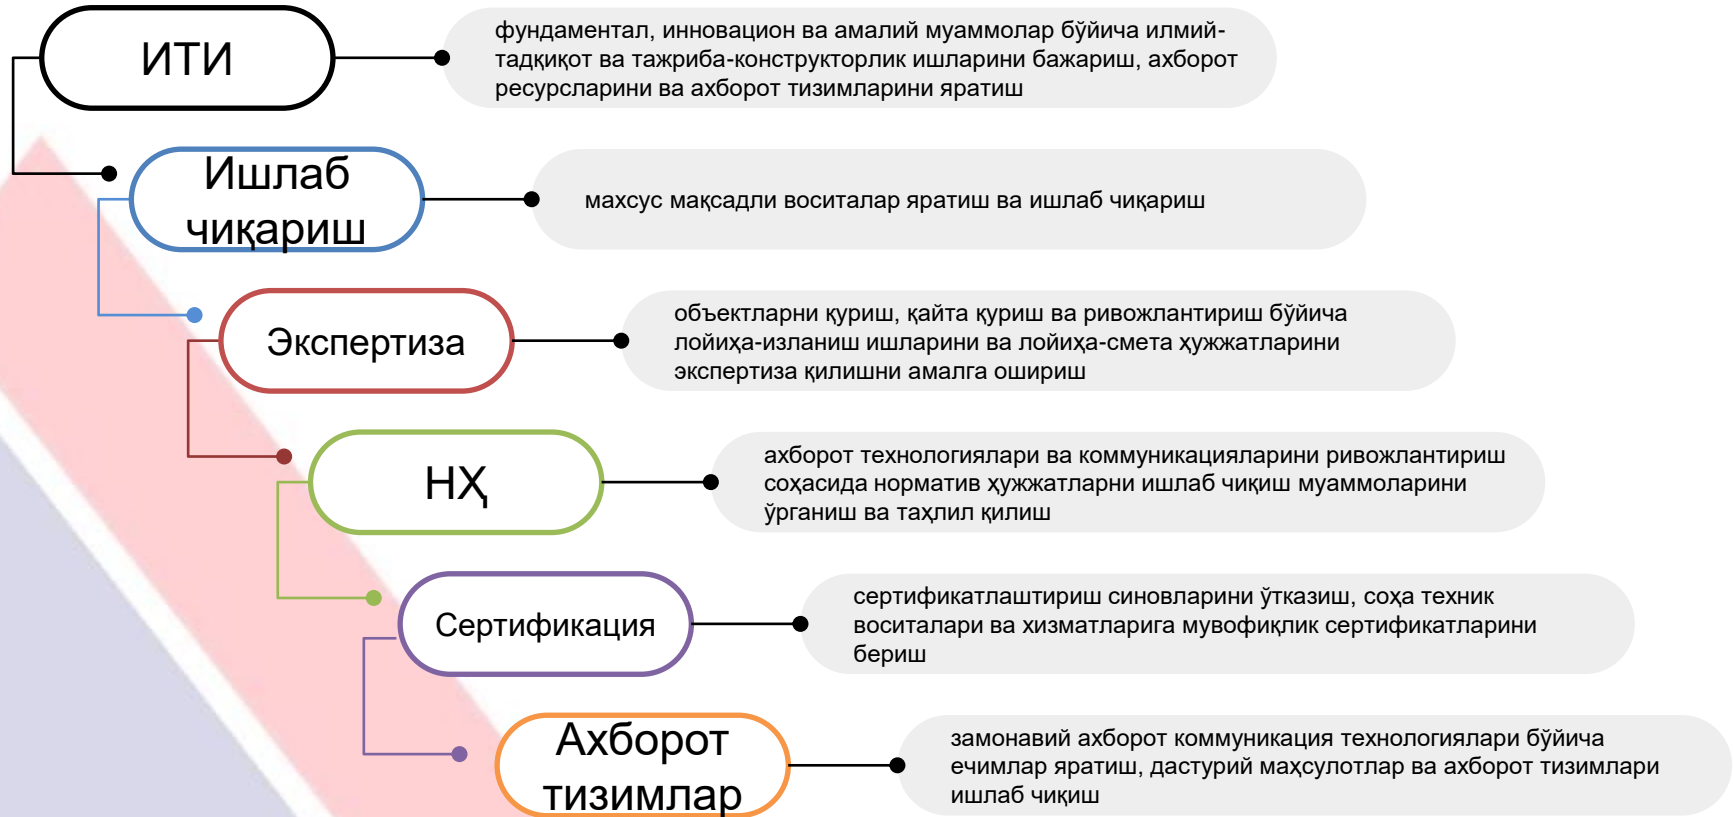 ИТИ
фундаментал, инновацион ва амалий муаммолар бўйича илмий-
тадқиқот ва тажриба-конструкторлик ишларини бажариш, ахборот
ресурсларини ва ахборот тизимларини яратиш
Ишлаб
чиқариш
махсус мақсадли воситалар яратиш ва ишлаб чиқариш
Экспертиза
объектларни қуриш, қайта қуриш ва ривожлантириш бўйича
лойиҳа-изланиш ишларини ва лойиҳа-смета ҳужжатларини
экспертиза қилишни амалга ошириш
НҲ
ахборот технологиялари ва коммуникацияларини ривожлантириш
соҳасида норматив ҳужжатларни ишлаб чиқиш муаммоларини
ўрганиш ва таҳлил қилиш
Сертификация
сертификатлаштириш синовларини ўтказиш, соҳа техник
воситалари ва хизматларига мувофиқлик сертификатларини
бериш
Ахборот
тизимлар
замонавий ахборот коммуникация технологиялари бўйича
ечимлар яратиш, дастурий маҳсулотлар ва ахборот тизимлари
ишлаб чиқиш